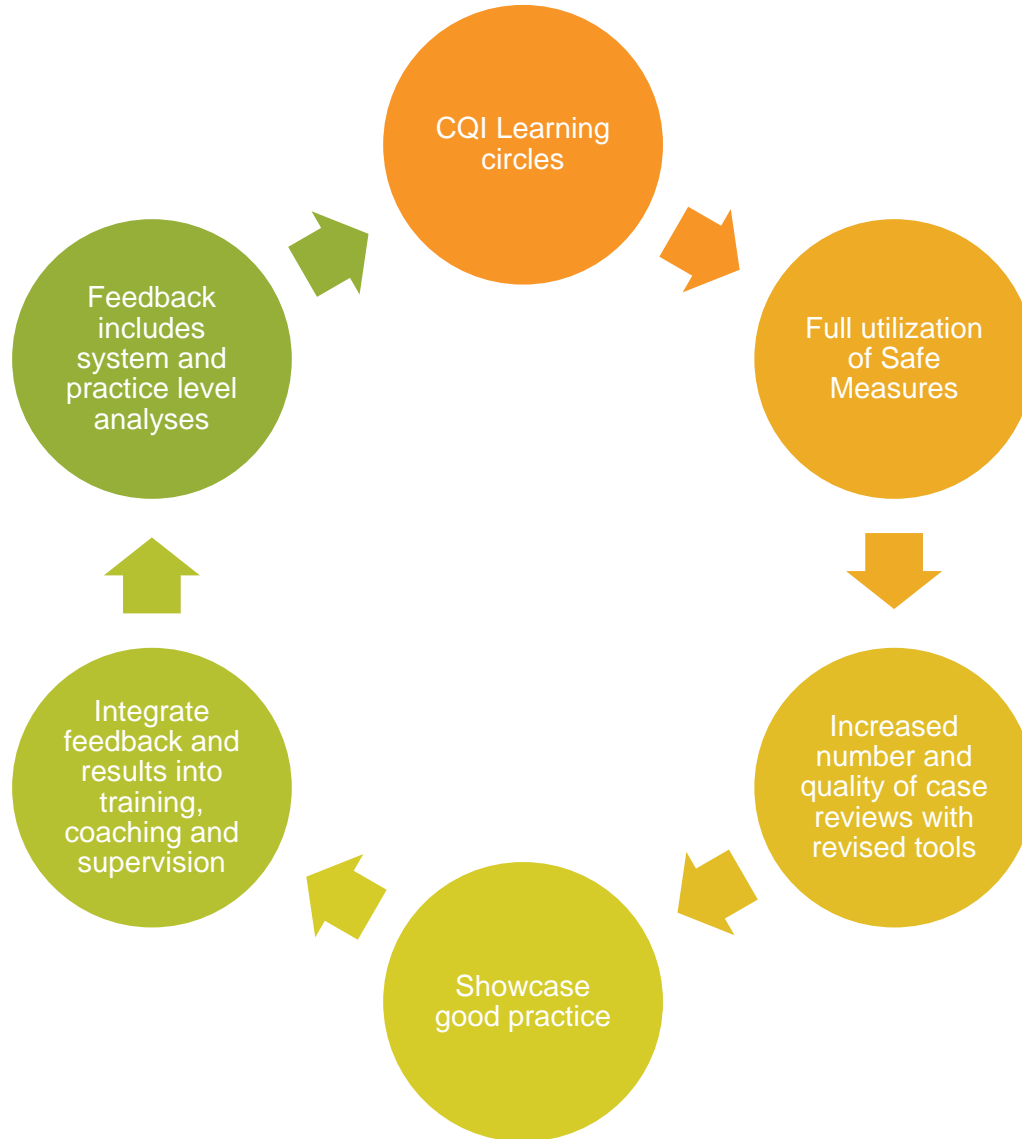 CQI Learning
circles
Full utilization
of Safe
Measures
Increased
number and
quality of case
reviews with
revised tools
Showcase
good practice
Integrate
feedback and
results into
training,
coaching and
supervision
Feedback
includes
system and
practice level
analyses